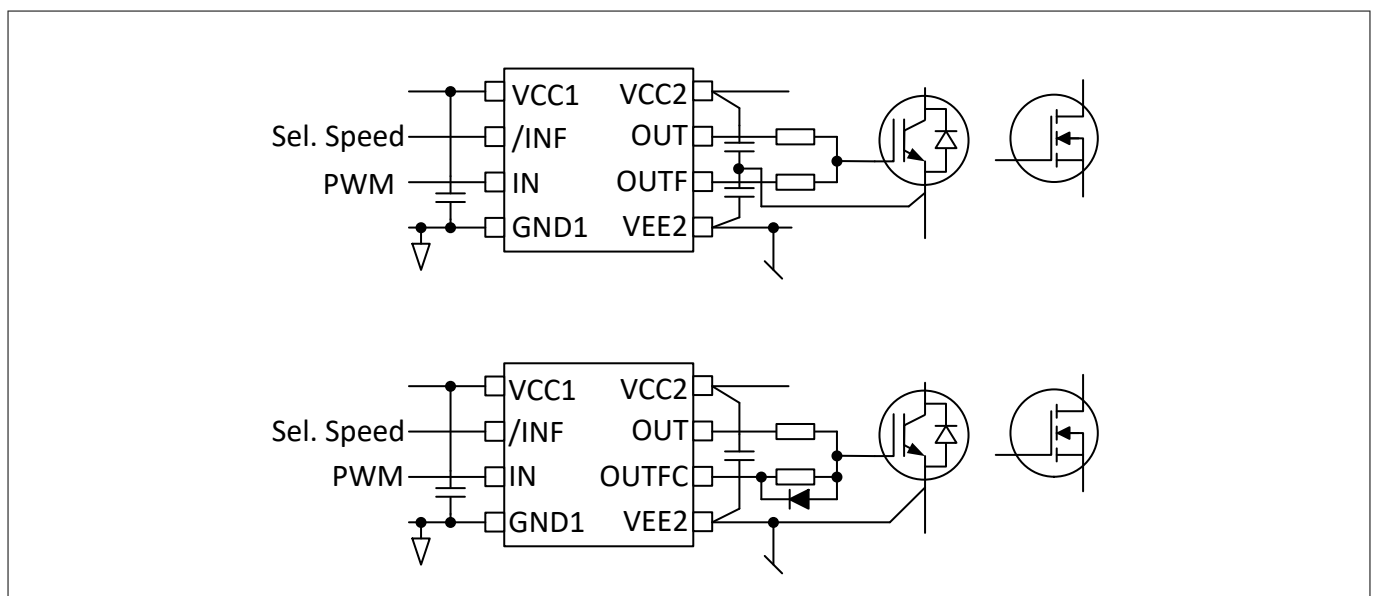 VCC1 VCC2
Sel. Speed /INF OUT
PWM IN OUTF
GND1 VEE2
VCC1 VCC2
Sel. Speed /INF OUT
PWM IN OUTFC
GND1 VEE2